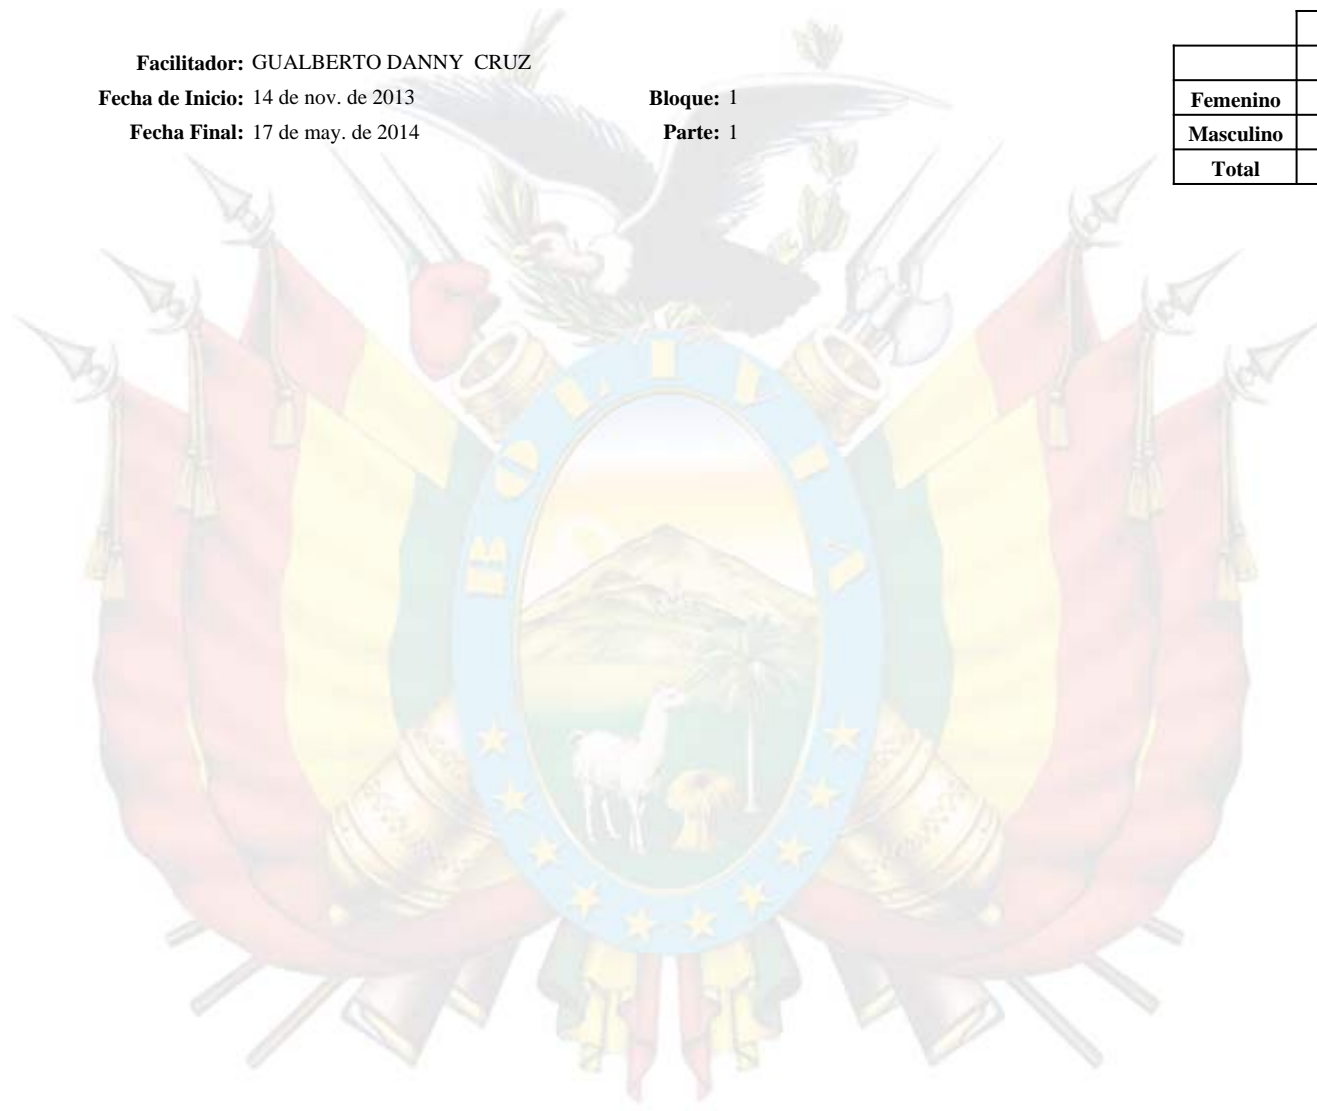 Facilitador: GUALBERTO DANNY CRUZ
Fecha de Inicio: 14 de nov. de 2013 Bloque: 1
Fecha Final: 17 de may. de 2014 Parte: 1
Femenino
Masculino
Total
BOLIVIA